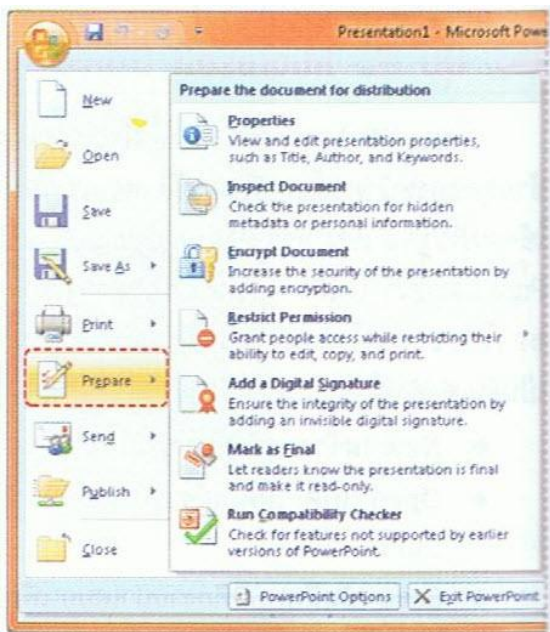 Presentation1 - Microsoft Powe
New
Open
Save
Save As
Print
Prepare
Send
Publish
Close
Prepare the document for distribution
Properties
View and edit presentation properties,
such as Title, Author, and Keywords.
Inspect Document
Check the presentation for hidden
metadata or personal information.
Encrypt Document
Increase the security of the presentation by
adding encryption.
Restrict Permission
Grant people access while restricting their
ability to edit, copy, and print.
Add a Digital Signature
Ensure the integrity of the presentation by
adding an invisible digital signature.
Mark as Final
Let readers know the presentation is final
and make it read-only.
Run Compatibility Checker
Check for features not supported by earlier
versions of PowerPoint.
PowerPoint Options
Exit PowerPoint